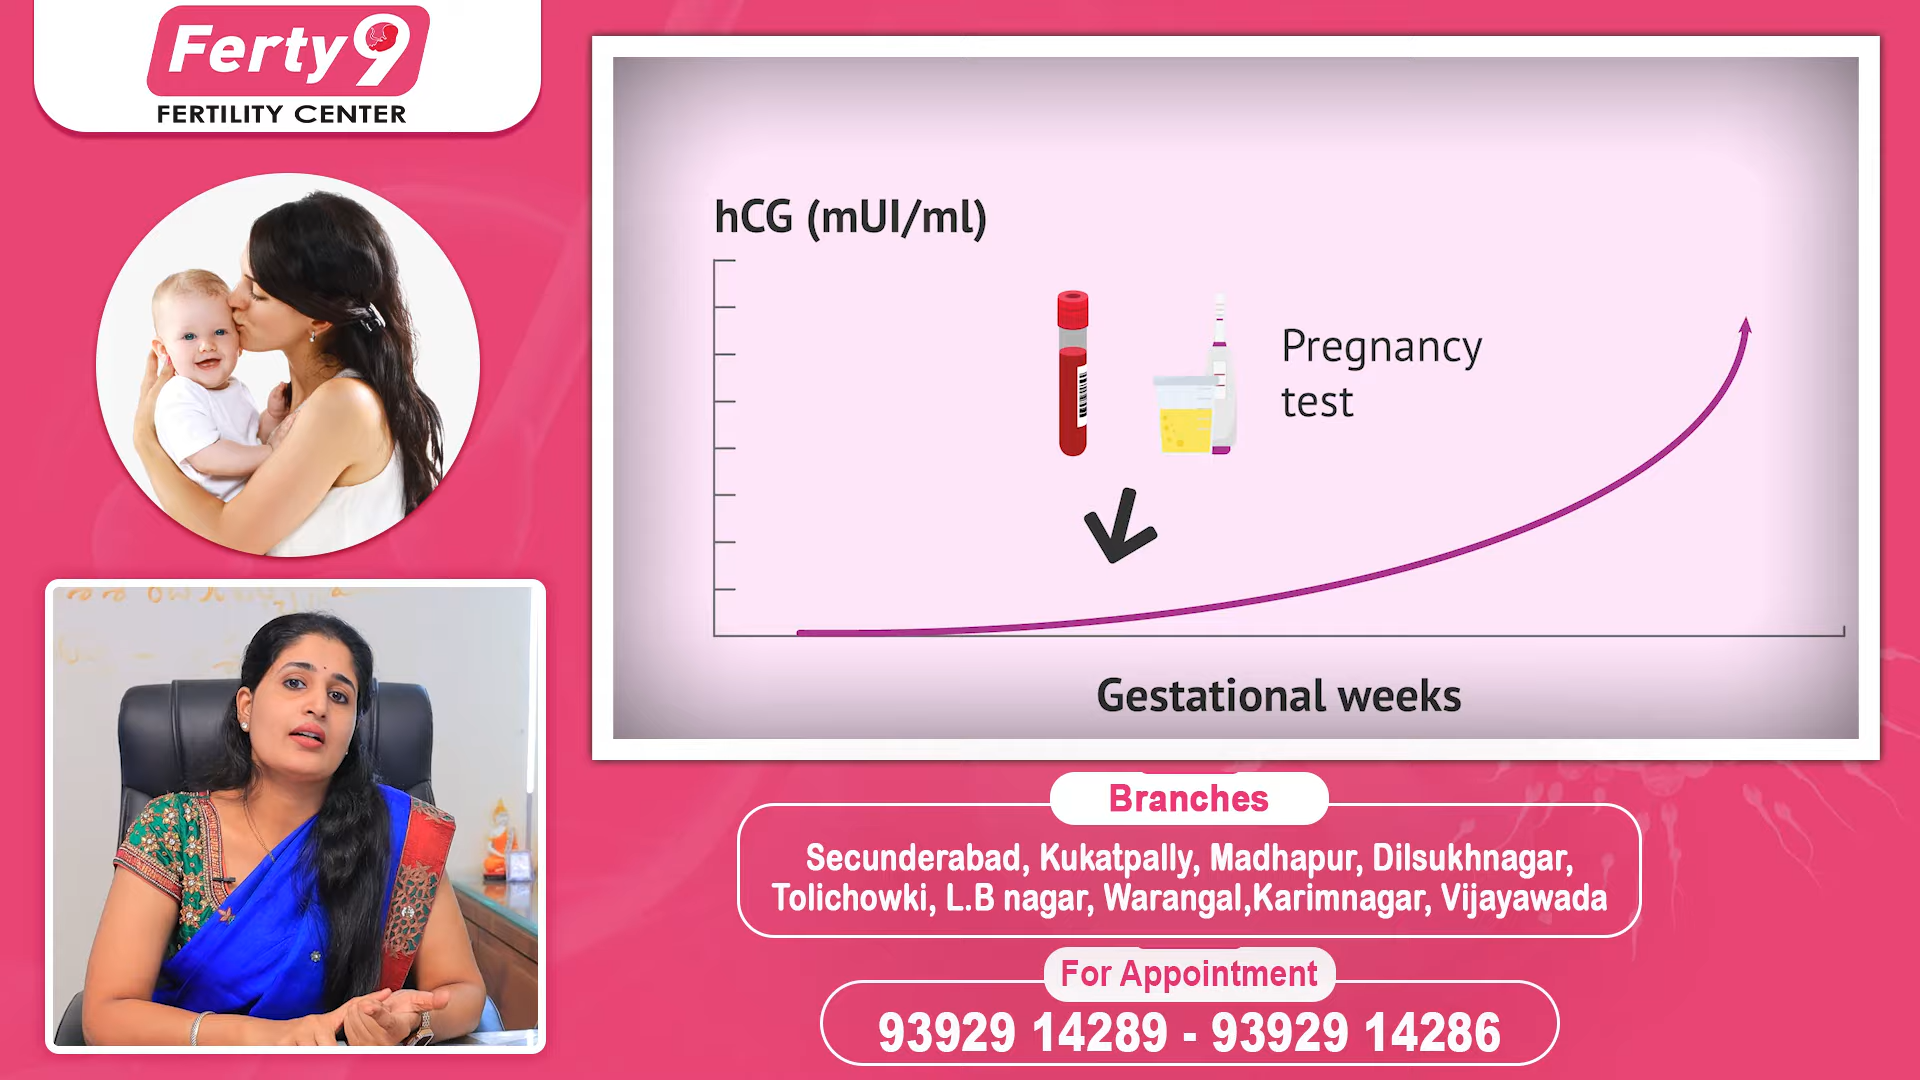 Ferty9
FERTILITY CENTER
hCG (mUI/ml)
Pregnancy
test
Gestational weeks
Branches
Secunderabad, Kukatpally, Madhapur, Dilsukhnagar,
Tolichowki, L.B nagar, Warangal,Karimnagar, Vijayawada
For Appointment
93929 14289 - 93929 14286